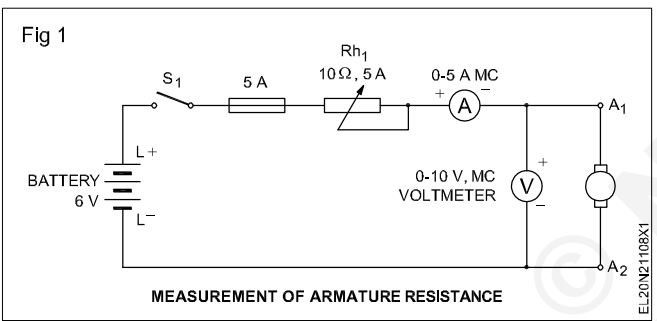 Fig 1
Rh1
10 Ω, 5 A
S1
5 A
0-5 A MC
+
−
A
A1
L +
BATTERY
6 V
L−
0-10 V, MC
VOLTMETER
+
V
−
A2
MEASUREMENT OF ARMATURE RESISTANCE
EL20N21108X1
©